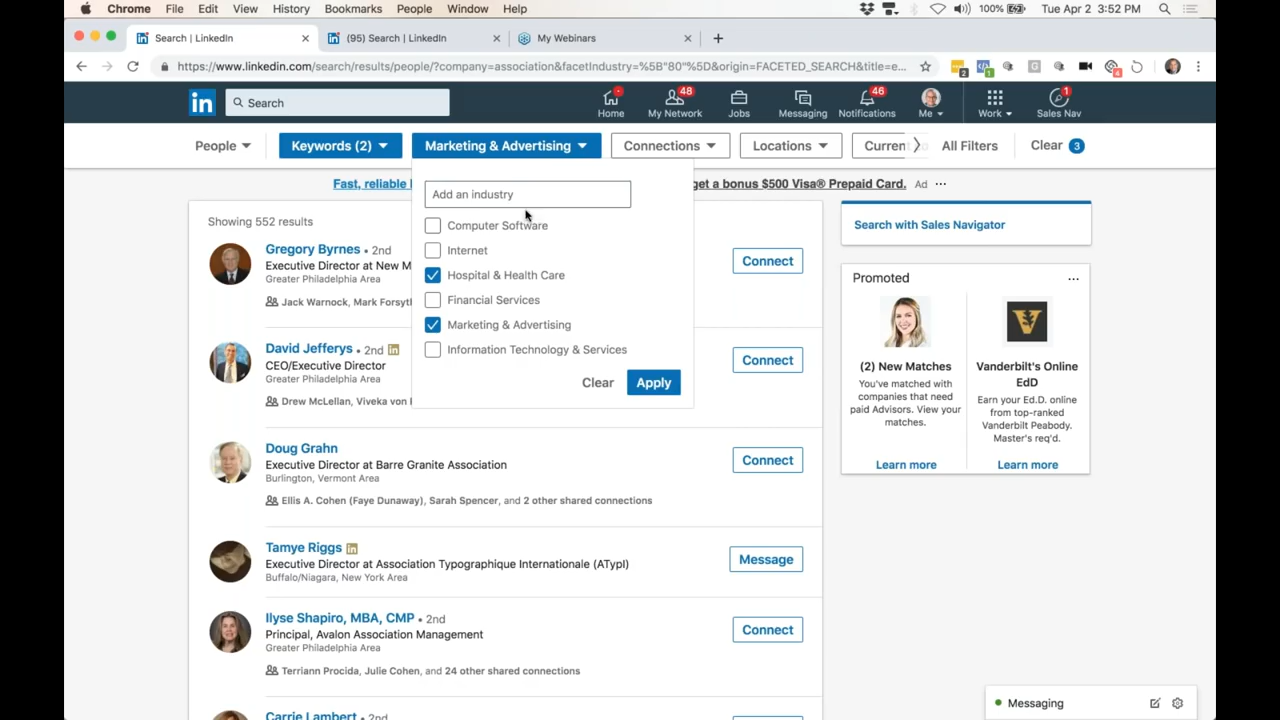 Chrome File Edit View History Bookmarks People Window Help 100% Tue Apr 2 3:52 PM
Search | LinkedIn × (95) Search | LinkedIn × My Webinars × +
https://www.linkedin.com/search/results/people/?company=association&facetIndustry=%5B"80"%5D&origin=FACETED_SEARCH&title=e... 2 1 4
in Search Home 48 My Network Jobs Messaging 46 Notifications Me Work 1 Sales Nav
People Keywords (2) Marketing & Advertising Connections Locations Current All Filters Clear 3
Fast, reliable get a bonus $500 Visa® Prepaid Card. Ad ···
Add an industry
Computer Software
Internet
Hospital & Health Care
Financial Services
Marketing & Advertising
Information Technology & Services
Clear Apply
Showing 552 results
Gregory Byrnes • 2nd
Executive Director at New M
Greater Philadelphia Area
Jack Warnock, Mark Forsyth
Connect
David Jefferys • 2nd in
CEO/Executive Director
Greater Philadelphia Area
Drew McLellan, Viveka von
Connect
Doug Grahn
Executive Director at Barre Granite Association
Burlington, Vermont Area
Ellis A. Cohen (Faye Dunaway), Sarah Spencer, and 2 other shared connections
Connect
Tamye Riggs in
Executive Director at Association Typographique Internationale (ATypI)
Buffalo/Niagara, New York Area
Message
Ilyse Shapiro, MBA, CMP • 2nd
Principal, Avalon Association Management
Greater Philadelphia Area
Terriann Procida, Julie Cohen, and 24 other shared connections
Connect
Carrie Lambert • 2nd
Search with Sales Navigator
Promoted ...
(2) New Matches
You've matched with
companies that need
paid Advisors. View your
matches.
Learn more
Vanderbilt's Online
EdD
Earn your Ed.D. online
from top-ranked
Vanderbilt Peabody.
Master's req'd.
Learn more
Messaging